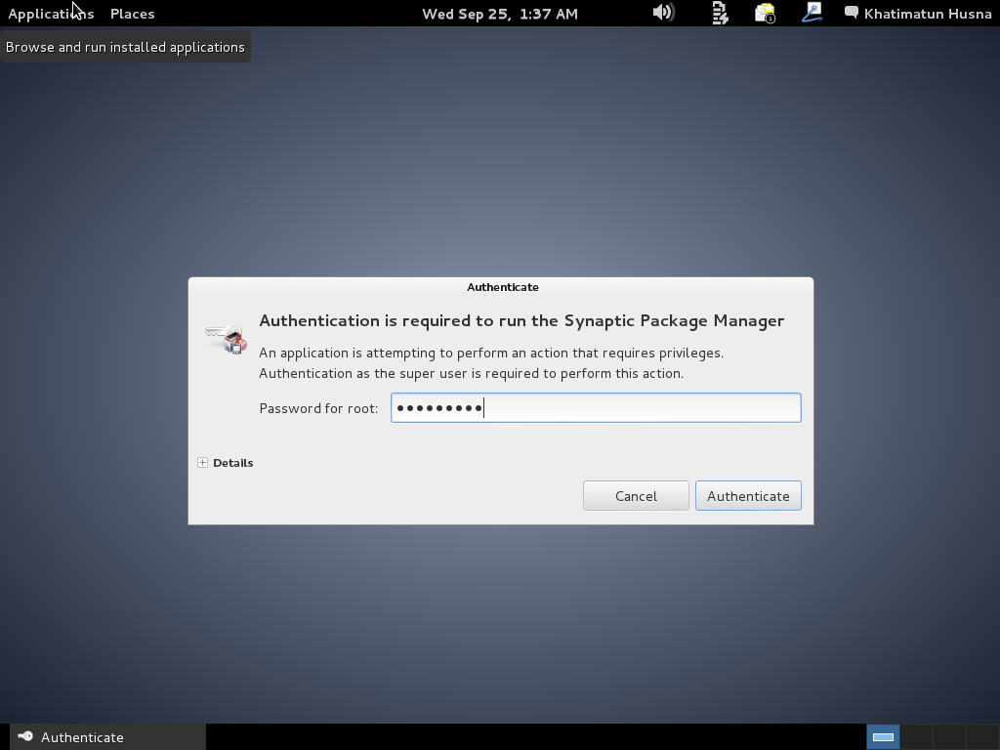 Applications Places Wed Sep 25, 1:37 AM 1 Khatimatun Husna
Browse and run installed applications
Authenticate
Authentication is required to run the Synaptic Package Manager
An application is attempting to perform an action that requires privileges.
Authentication as the super user is required to perform this action.
Password for root: •••••••••
Details
Cancel Authenticate
Authenticate